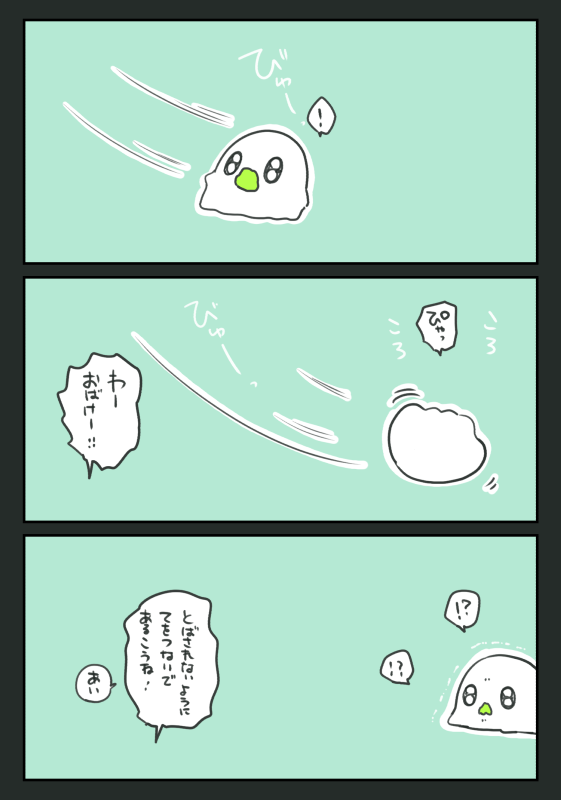 びゅー
!
ぴゃっ
ころ
ころ
びゅーっ
わー
おばけー!!
!?
!?
とばされないように
てをつないで
あるこうね!
あい